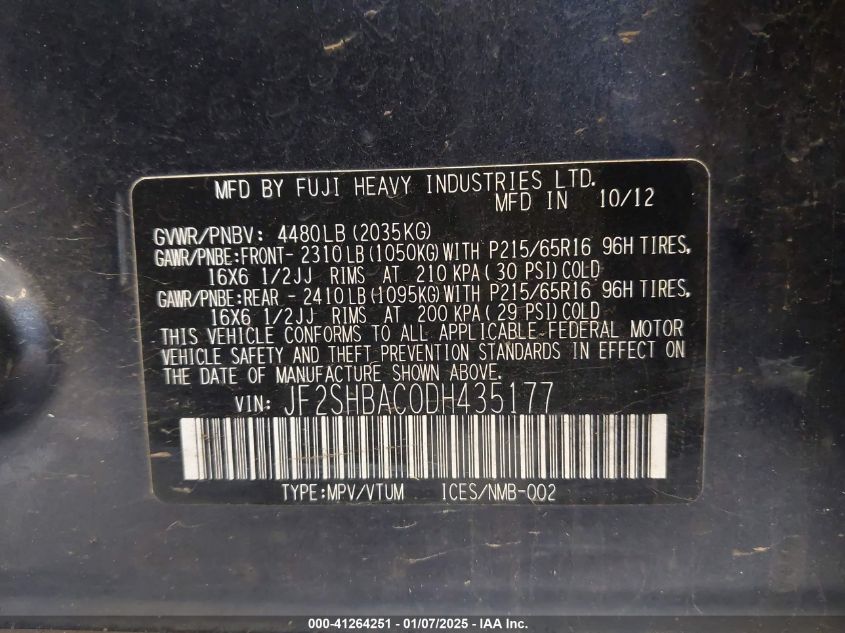 MFD BY FUJI HEAVY INDUSTRIES LTD.
MFD IN 10/12
GVWR/PNBV: 4480LB (2035KG)
GAWR/PNBE:FRONT- 2310LB (1050KG) WITH P215/65R16 96H TIRES,
16X6 1/2JJ RIMS AT 210 KPA ( 30 PSI) COLD
GAWR/PNBE:REAR - 2410LB (1095KG) WITH P215/65R16 96H TIRES,
16X6 1/2JJ RIMS AT 200 KPA ( 29 PSI) COLD
THIS VEHICLE CONFORMS TO ALL APPLICABLE FEDERAL MOTOR
VEHICLE SAFETY AND THEFT PREVENTION STANDARDS IN EFFECT ON
THE DATE OF MANUFACTURE SHOWN ABOVE.
VIN: JF2SHBAC0DH435177
TYPE:MPV/VTUM ICES/NMB-002
000-41264251 - 01/07/2025 - IAA Inc.